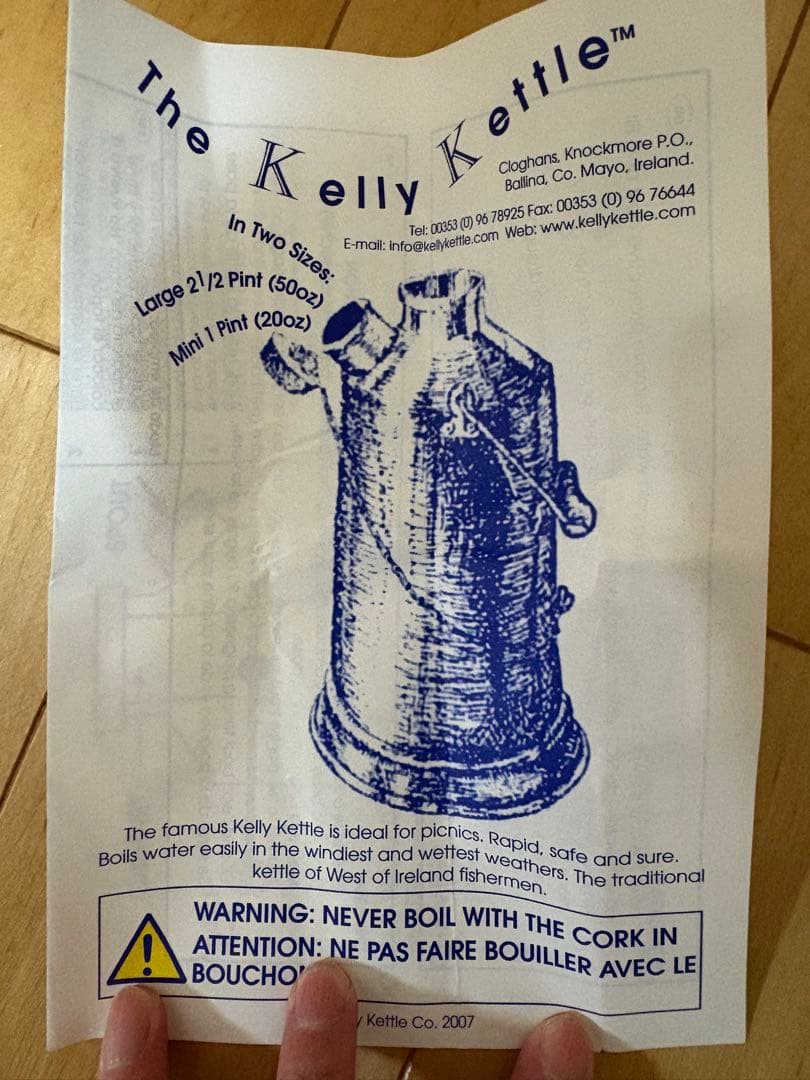 The Kelly Kettle™
Cloghans, Knockmore P.O.,
Ballina, Co. Mayo, Ireland.
Tel: 00353 (0) 96 78925 Fax: 00353 (0) 96 76644
E-mail: info@kellykettle.com Web: www.kellykettle.com
In Two Sizes:
Large 2 1/2 Pint (50oz)
Mini 1 Pint (20oz)
The famous Kelly Kettle is ideal for picnics. Rapid, safe and sure.
Boils water easily in the windiest and wettest weathers. The traditional
kettle of West of Ireland fishermen.
WARNING: NEVER BOIL WITH THE CORK IN
ATTENTION: NE PAS FAIRE BOUILLER AVEC LE
Kettle Co. 2007